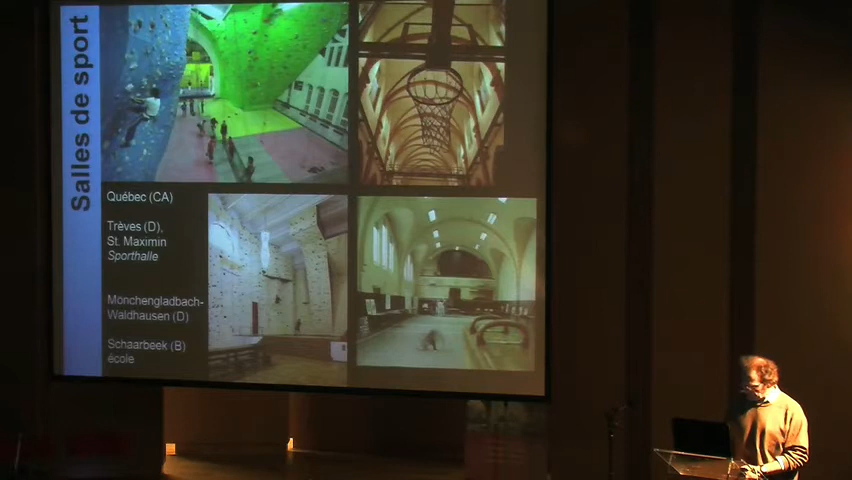 Salles de sport
Québec (CA)
Trèves (D),
St. Maximin
Sporthalle
Mönchengladbach-
Waldhausen (D)
Schaarbeek (B)
école